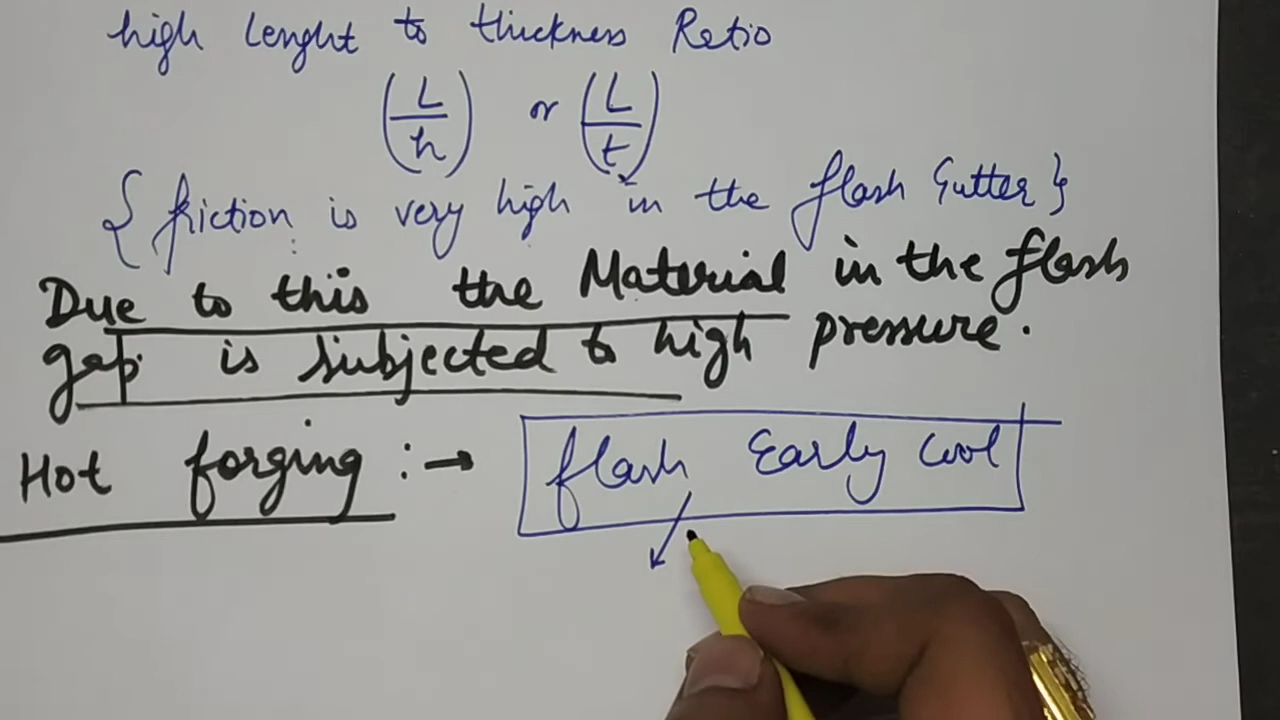 high Lenght to thickness Retio
(L/h) or (L/t)
{ friction is very high in the flash Gutter }
Due to this the Material in the flash
gap. is subjected to high pressure.
Hot forging :→ flash Early cool